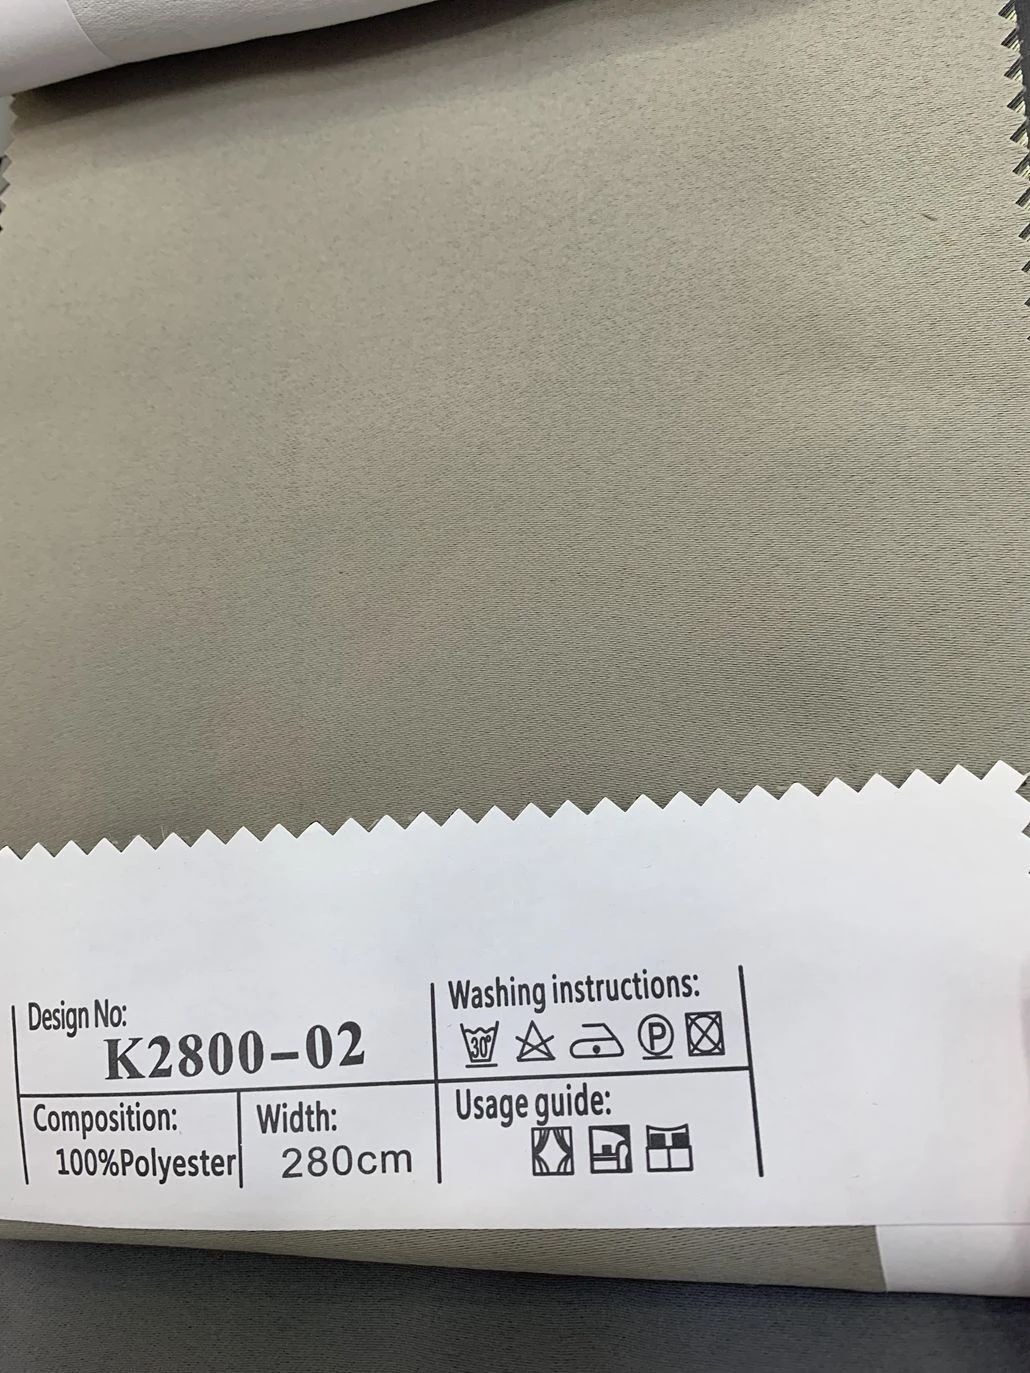 Design No:
K2800-02
Washing instructions:
30°
P
Composition:
100%Polyester
Width:
280cm
Usage guide: